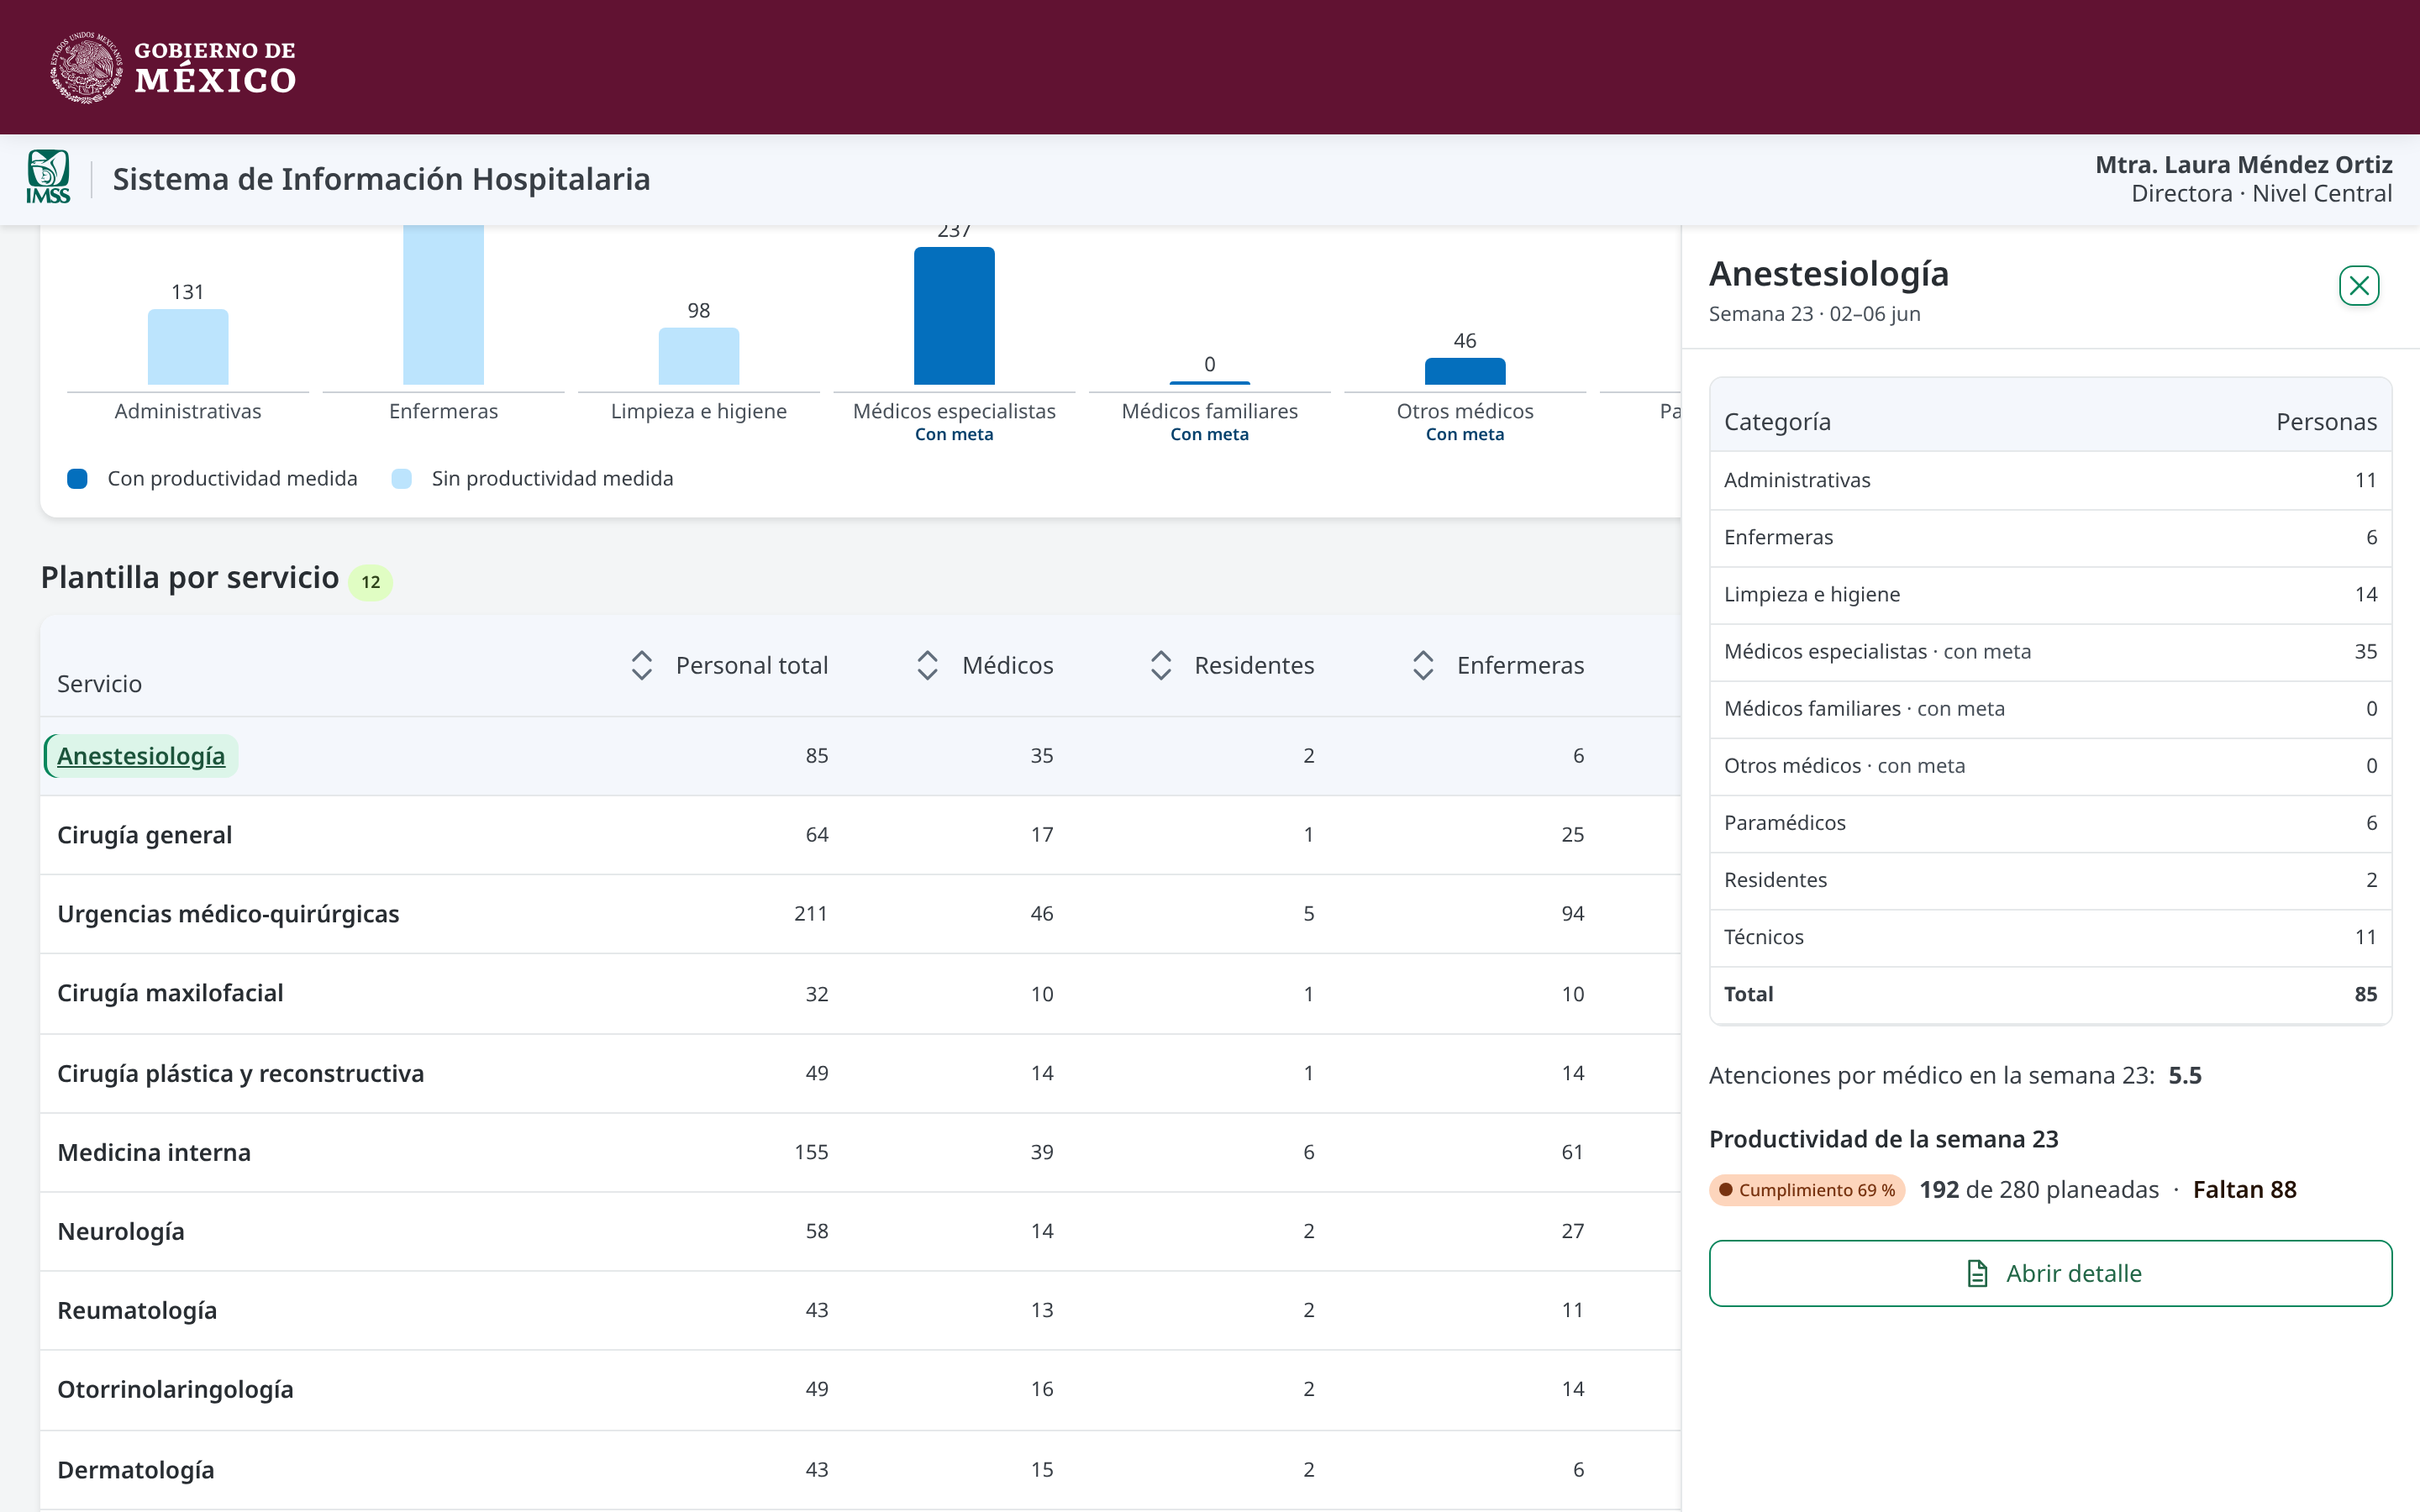 ESTADOS UNIDOS MEXICANOS
GOBIERNO DE
MÉXICO
IMSS
Sistema de Información Hospitalaria
Mtra. Laura Méndez Ortiz
Directora · Nivel Central
131
98
237
0
46
Administrativas
Enfermeras
Limpieza e higiene
Médicos especialistas
Con meta
Médicos familiares
Con meta
Otros médicos
Con meta
Pa
Con productividad medida
Sin productividad medida
Plantilla por servicio 12
Servicio Personal total Médicos Residentes Enfermeras
Anestesiología 85 35 2 6
Cirugía general 64 17 1 25
Urgencias médico-quirúrgicas 211 46 5 94
Cirugía maxilofacial 32 10 1 10
Cirugía plástica y reconstructiva 49 14 1 14
Medicina interna 155 39 6 61
Neurología 58 14 2 27
Reumatología 43 13 2 11
Otorrinolaringología 49 16 2 14
Dermatología 43 15 2 6
Anestesiología
Semana 23 · 02–06 jun
Categoría Personas
Administrativas 11
Enfermeras 6
Limpieza e higiene 14
Médicos especialistas · con meta 35
Médicos familiares · con meta 0
Otros médicos · con meta 0
Paramédicos 6
Residentes 2
Técnicos 11
Total 85
Atenciones por médico en la semana 23: 5.5
Productividad de la semana 23
Cumplimiento 69 % 192 de 280 planeadas · Faltan 88
Abrir detalle